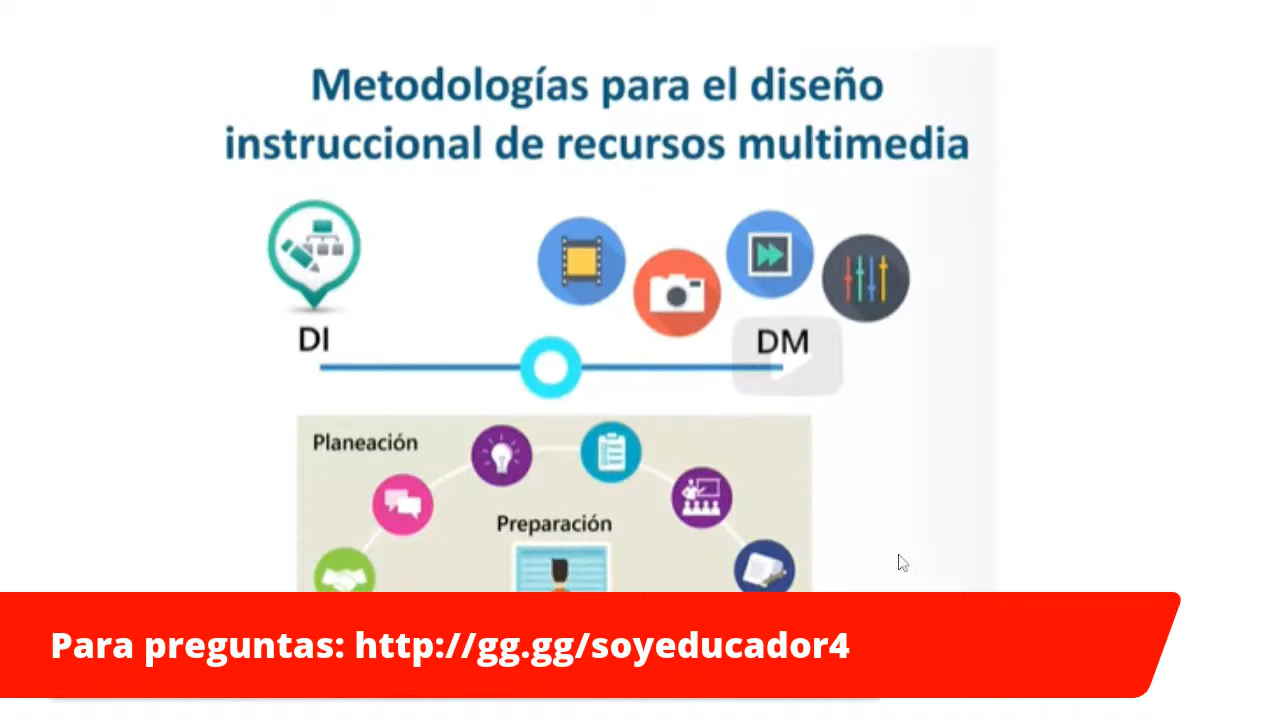 Metodologías para el diseño
instruccional de recursos multimedia
DI
DM
Planeación
Preparación
Para preguntas: http://gg.gg/soyeducador4